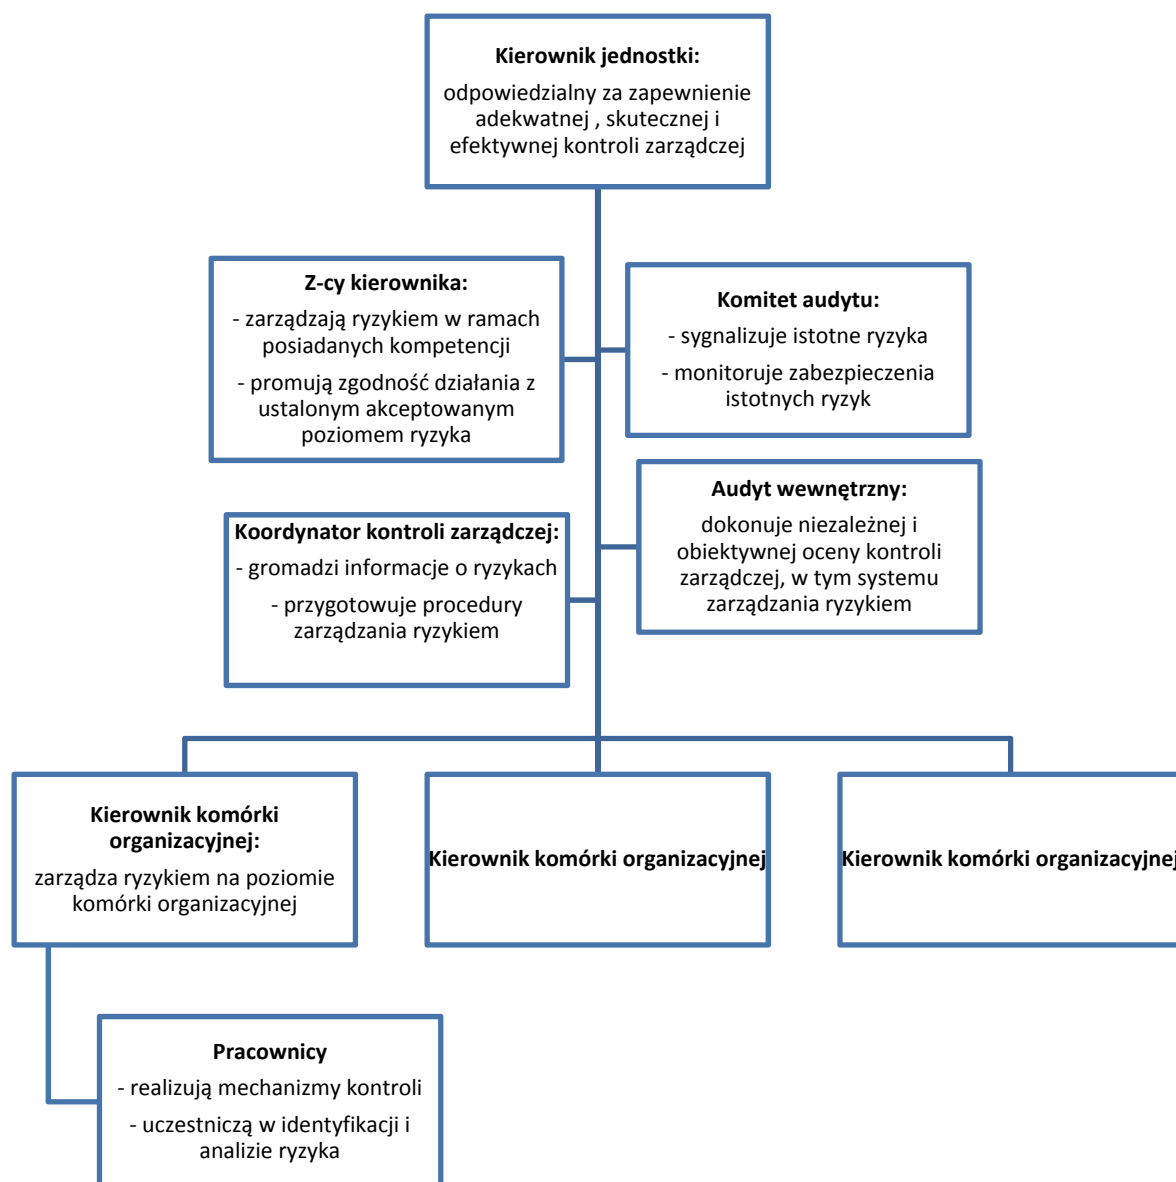 Kierownik jednostki:
odpowiedzialny za zapewnienie
adekwatnej , skutecznej i
efektywnej kontroli zarządczej
Z-cy kierownika:
- zarządzają ryzykiem w ramach
posiadanych kompetencji
- promują zgodność działania z
ustalonym akceptowanym
poziomem ryzyka
Komitet audytu:
- sygnalizuje istotne ryzyka
- monitoruje zabezpieczenia
istotnych ryzyk
Koordynator kontroli zarządczej:
- gromadzi informacje o ryzykach
- przygotowuje procedury
zarządzania ryzykiem
Audyt wewnętrzny:
dokonuje niezależnej i
obiektywnej oceny kontroli
zarządczej, w tym systemu
zarządzania ryzykiem
Kierownik komórki
organizacyjnej:
zarządza ryzykiem na poziomie
komórki organizacyjnej
Kierownik komórki organizacyjnej
Kierownik komórki organizacyjnej
Pracownicy
- realizują mechanizmy kontroli
- uczestniczą w identyfikacji i
analizie ryzyka